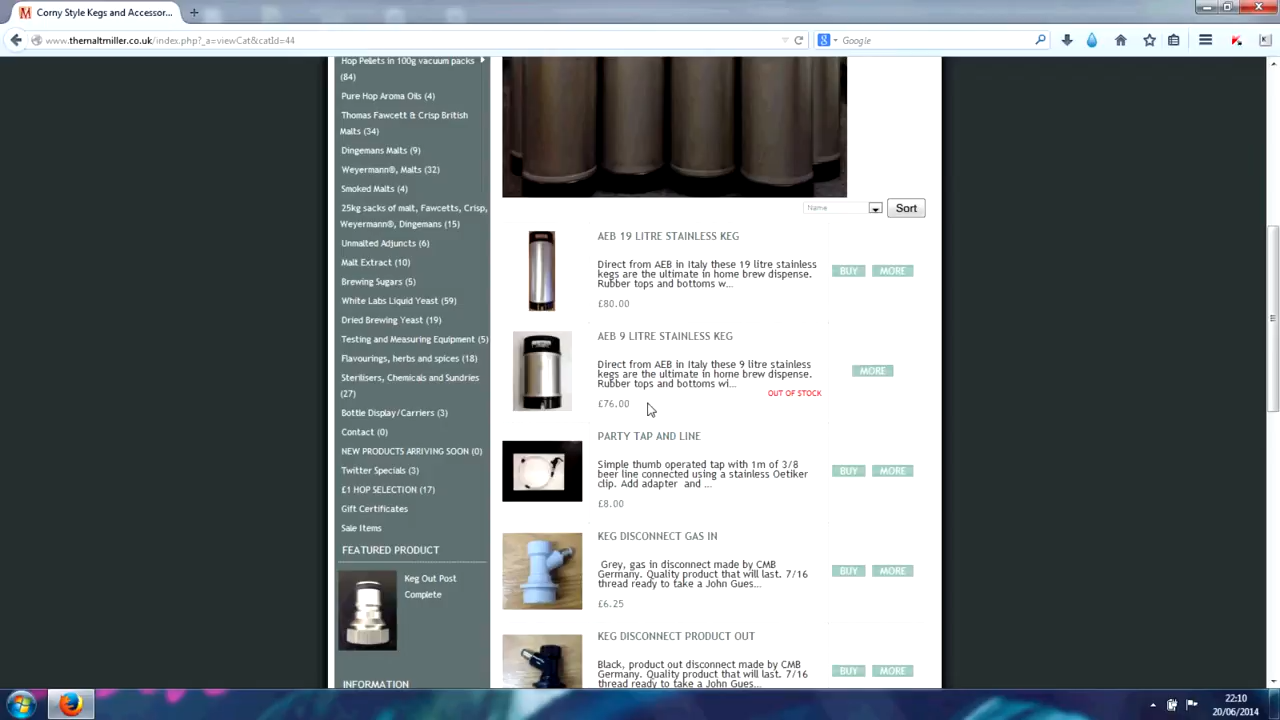 Corny Style Kegs and Accessor...
www.themaltmiller.co.uk/index.php?_a=viewCat&catId=44
Google
Hop Pellets in 100g vacuum packs
(84)
Pure Hop Aroma Oils (4)
Thomas Fawcett & Crisp British
Malts (34)
Dingemans Malts (9)
Weyermann®, Malts (32)
Smoked Malts (4)
25kg sacks of malt, Fawcetts, Crisp,
Weyermann®, Dingemans (15)
Unmalted Adjuncts (6)
Malt Extract (10)
Brewing Sugars (5)
White Labs Liquid Yeast (59)
Dried Brewing Yeast (19)
Testing and Measuring Equipment (5)
Flavourings, herbs and spices (18)
Sterilisers, Chemicals and Sundries
(27)
Bottle Display/Carriers (3)
Contact (0)
NEW PRODUCTS ARRIVING SOON (0)
Twitter Specials (3)
£1 HOP SELECTION (17)
Gift Certificates
Sale Items
FEATURED PRODUCT
Keg Out Post
Complete
INFORMATION
Name
Sort
AEB 19 LITRE STAINLESS KEG
Direct from AEB in Italy these 19 litre stainless
kegs are the ultimate in home brew dispense.
Rubber tops and bottoms w...
£80.00
BUY MORE
AEB 9 LITRE STAINLESS KEG
Direct from AEB in Italy these 9 litre stainless
kegs are the ultimate in home brew dispense.
Rubber tops and bottoms wi...
OUT OF STOCK
£76.00
MORE
PARTY TAP AND LINE
Simple thumb operated tap with 1m of 3/8
beer line connected using a stainless Oetiker
clip. Add adapter and ...
£8.00
BUY MORE
KEG DISCONNECT GAS IN
Grey, gas in disconnect made by CMB
Germany. Quality product that will last. 7/16
thread ready to take a John Gues...
£6.25
BUY MORE
KEG DISCONNECT PRODUCT OUT
Black, product out disconnect made by CMB
Germany. Quality product that will last. 7/16
BUY MORE
22:10
20/06/2014